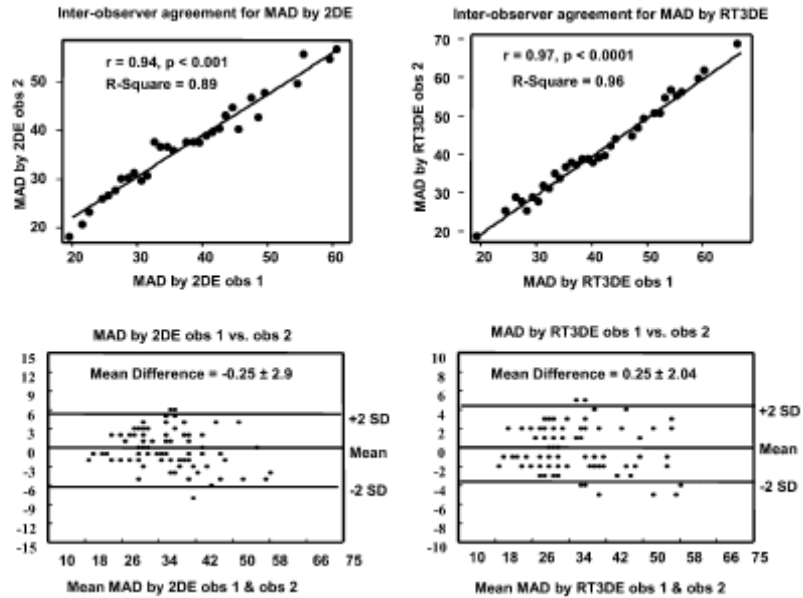 Inter-observer agreement for MAD by 2DE
r = 0.94, p < 0.001
R-Square = 0.89
MAD by 2DE obs 2
50
40
30
20
20 30 40 50 60
MAD by 2DE obs 1
Inter-observer agreement for MAD by RT3DE
r = 0.97, p < 0.0001
R-Square = 0.96
MAD by RT3DE obs 2
70
60
50
40
30
20
20 30 40 50 60
MAD by RT3DE obs 1
MAD by 2DE obs 1 vs. obs 2
Mean Difference = -0.25 ± 2.9
15
12
9
6
3
0
-3
-6
-9
-12
-15
+2 SD
Mean
-2 SD
10 18 26 34 42 50 58 66 75
Mean MAD by 2DE obs 1 & obs 2
MAD by RT3DE obs 1 vs. obs 2
Mean Difference = 0.25 ± 2.04
10
8
6
4
2
0
-2
-4
-6
-8
-10
+2 SD
Mean
-2 SD
10 18 26 34 42 50 58 66 75
Mean MAD by RT3DE obs 1 & obs 2